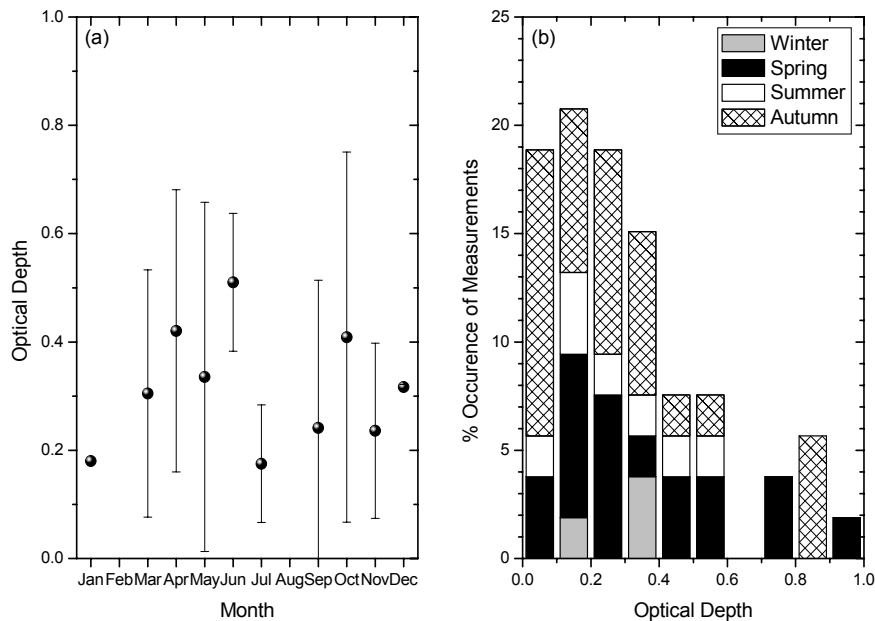 (a)
Optical Depth
1.0
0.8
0.6
0.4
0.2
0.0
Jan Feb Mar Apr May Jun Jul Aug Sep Oct Nov Dec
Month
(b)
Winter
Spring
Summer
Autumn
% Occurence of Measurements
25
20
15
10
5
0
0.0 0.2 0.4 0.6 0.8 1.0
Optical Depth